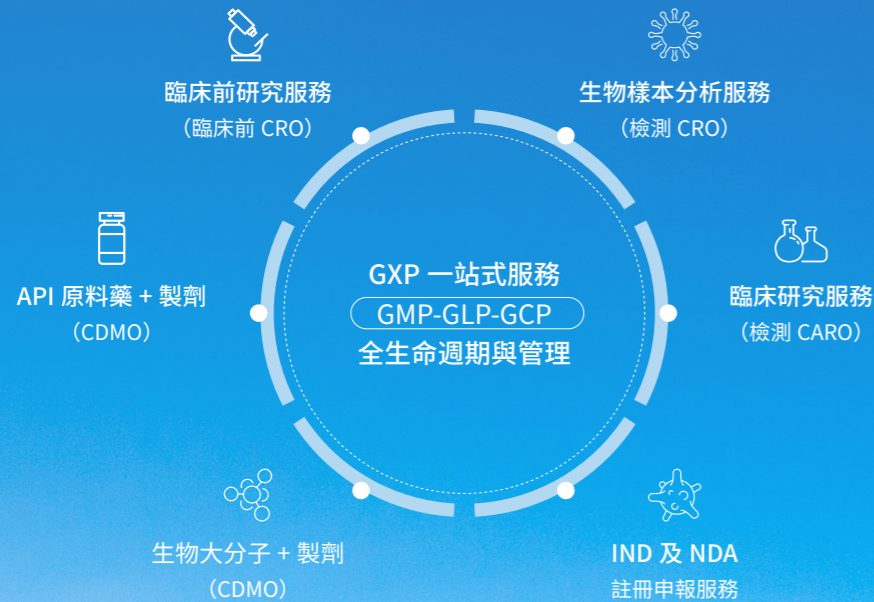 臨床前研究服務
（臨床前 CRO）
生物樣本分析服務
（檢測 CRO）
API 原料藥 + 製劑
（CDMO）
GXP 一站式服務
GMP-GLP-GCP
全生命週期與管理
臨床研究服務
（檢測 CARO）
生物大分子 + 製劑
（CDMO）
IND 及 NDA
註冊申報服務